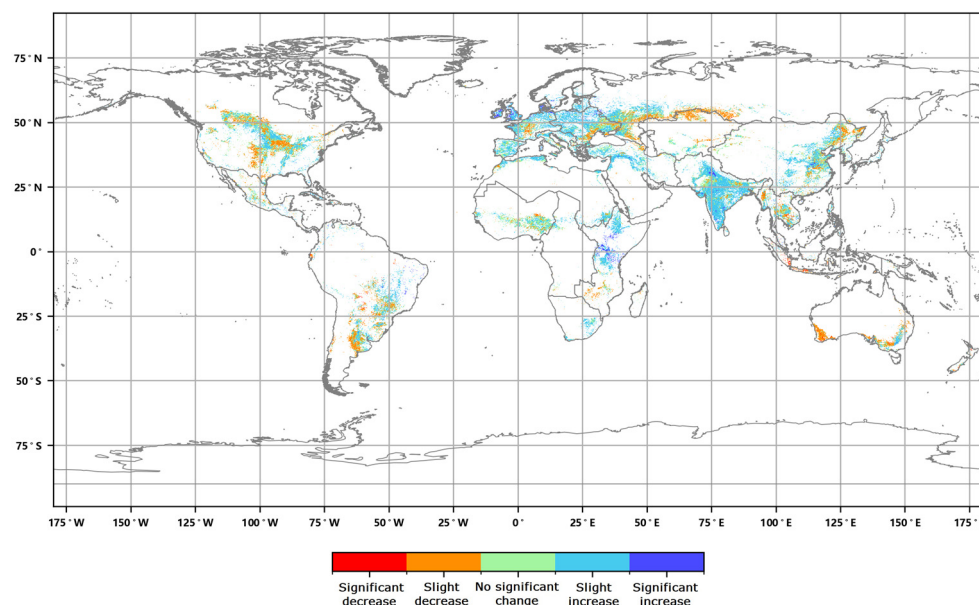 75°N
50°N
25°N
0°
25°S
50°S
75°S
175°W 150°W 125°W 100°W 75°W 50°W 25°W 0° 25°E 50°E 75°E 100°E 125°E 150°E 175°
Significant decrease
Slight decrease
No significant change
Slight increase
Significant increase